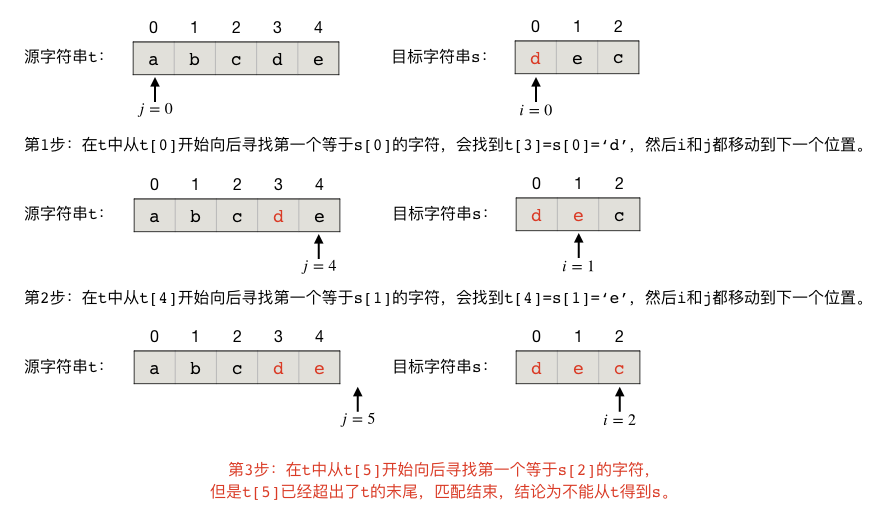 0 1 2 3 4 0 1 2
源字符串t： a b c d e 目标字符串s： d e c
j = 0 i = 0
第1步：在t中从t[0]开始向后寻找第一个等于s[0]的字符，会找到t[3]=s[0]=‘d’，然后i和j都移动到下一个位置。
0 1 2 3 4 0 1 2
源字符串t： a b c d e 目标字符串s： d e c
j = 4 i = 1
第2步：在t中从t[4]开始向后寻找第一个等于s[1]的字符，会找到t[4]=s[1]=‘e’，然后i和j都移动到下一个位置。
0 1 2 3 4 0 1 2
源字符串t： a b c d e 目标字符串s： d e c
j = 5 i = 2
第3步：在t中从t[5]开始向后寻找第一个等于s[2]的字符，
但是t[5]已经超出了t的末尾，匹配结束，结论为不能从t得到s。